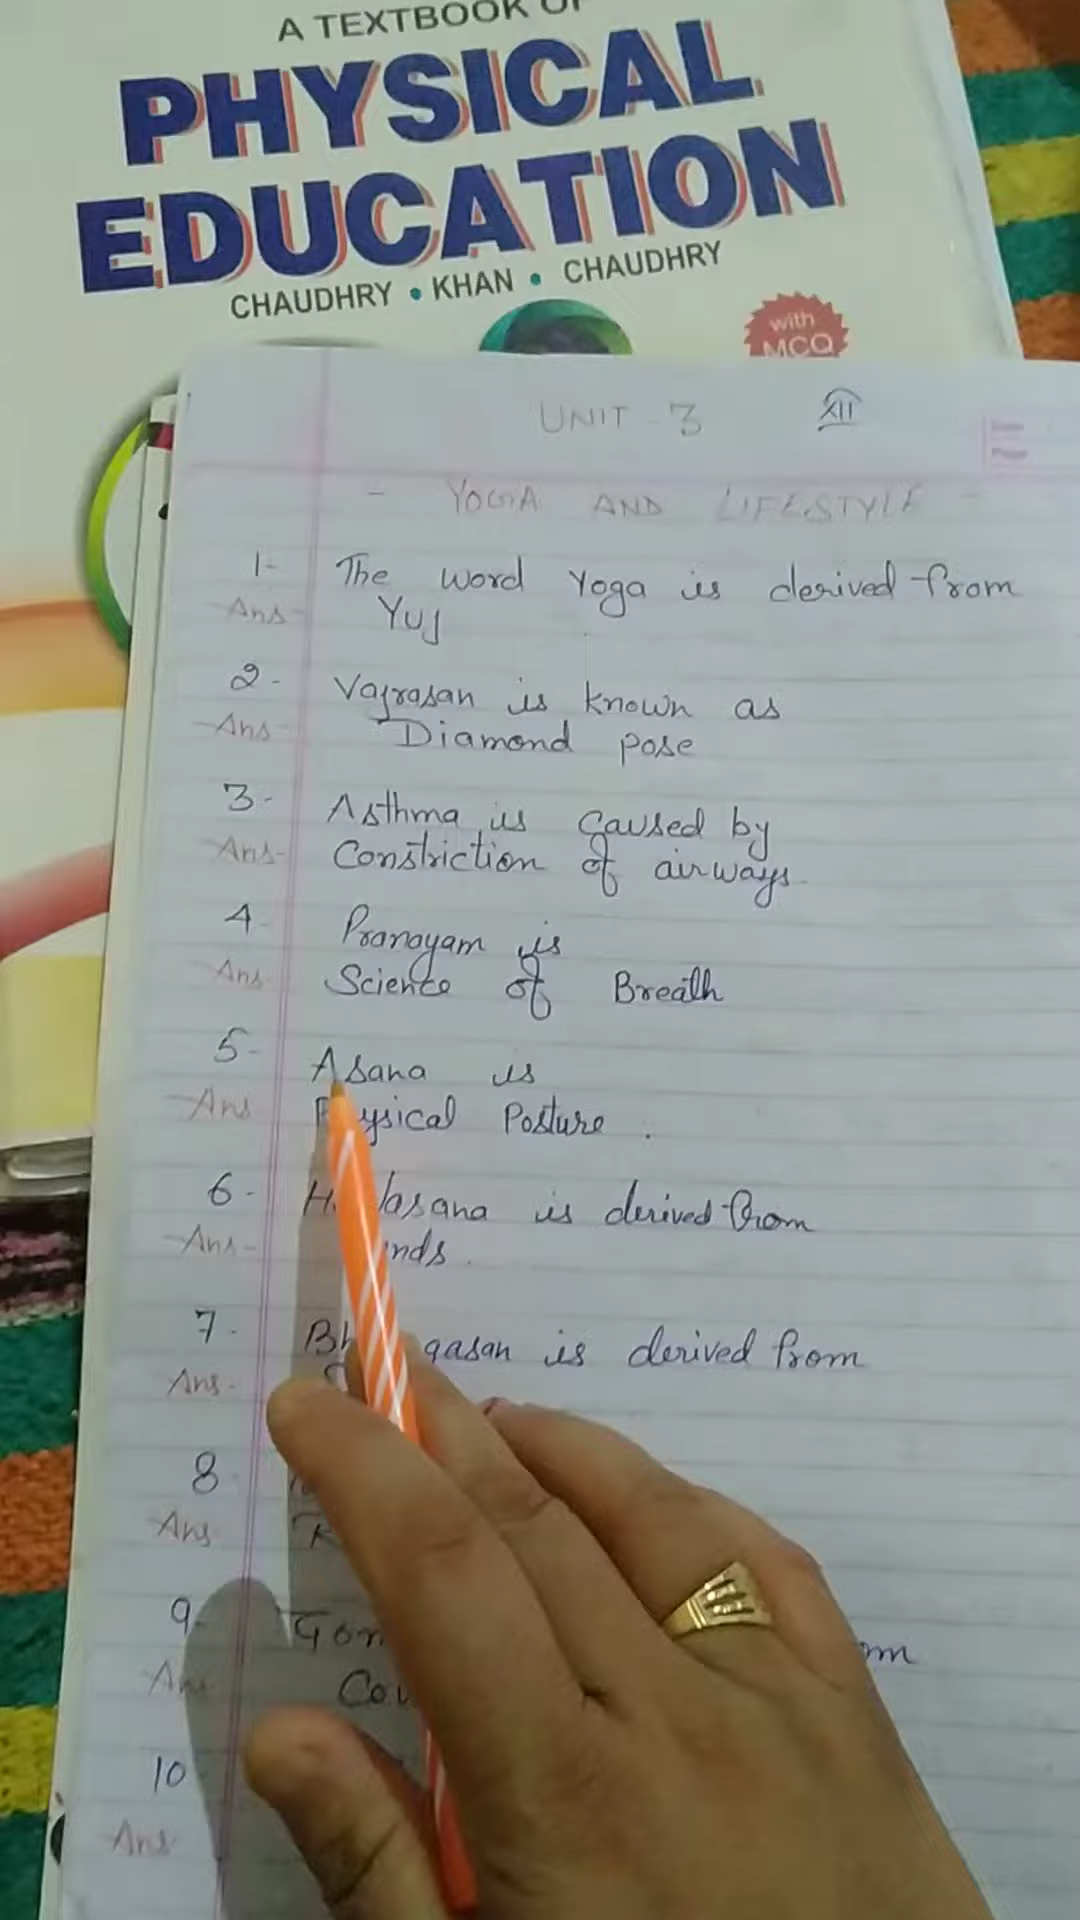 A TEXTBOOK OF
PHYSICAL
EDUCATION
CHAUDHRY • KHAN • CHAUDHRY
with
MCQ
UNIT - 3 XII
- YOGA AND LIFESTYLE -
1- The word Yoga is derived from
Ans- Yuj
2- Vajrasan is known as
Ans- Diamond pose
3- Asthma is caused by
Ans- Constriction of airways
4- Pranayam is
Ans- Science of Breath
5- Asana is
Ans Physical Posture.
6- is derived from
Ans-
7- is derived from
Ans-
8
Ans
9-
Ans
10
Ans